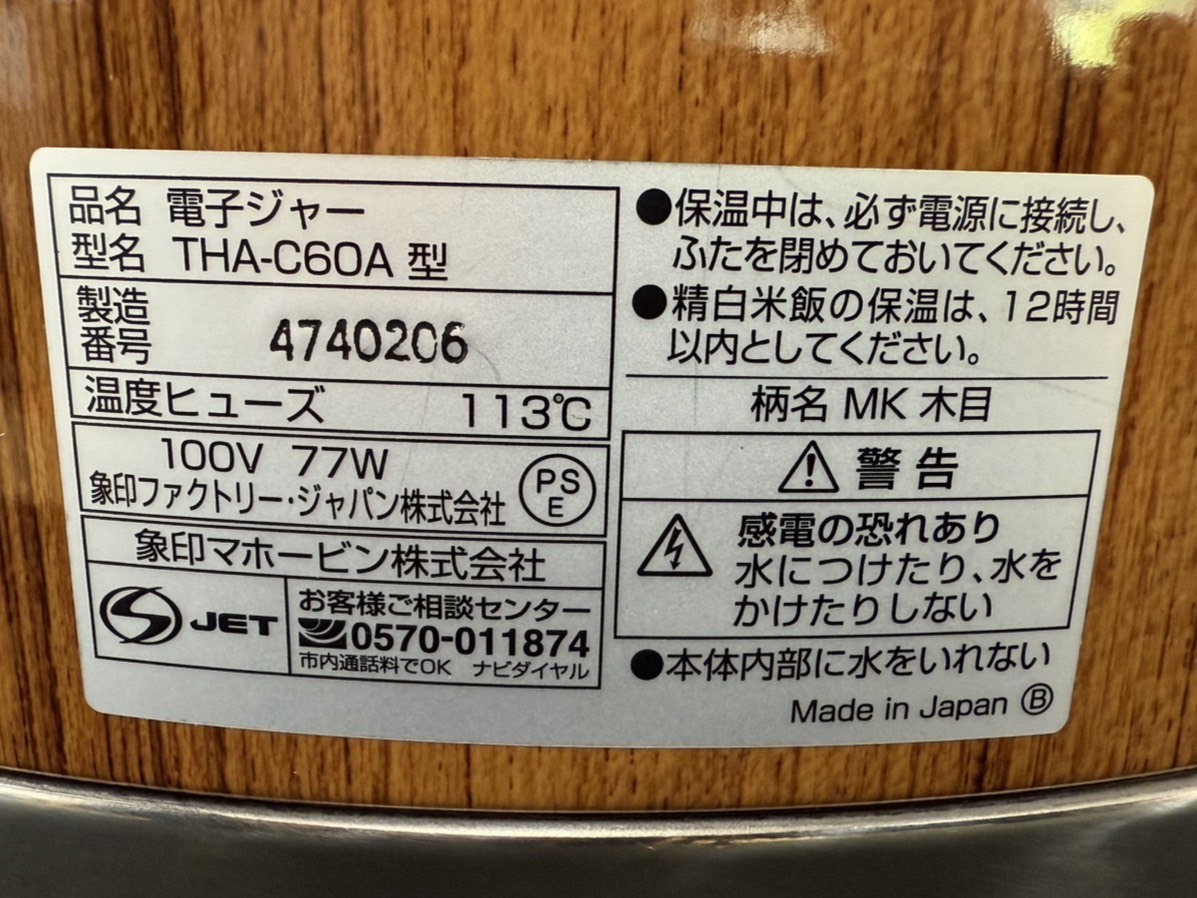 品名 電子ジャー
型名 THA-C60A 型
製造
番号 4740206
温度ヒューズ 113℃
100V 77W
象印ファクトリー・ジャパン株式会社
PS
E
象印マホービン株式会社
S JET
お客様ご相談センター
0570-011874
市内通話料でOK ナビダイヤル
●保温中は、必ず電源に接続し、
ふたを閉めておいてください。
●精白米飯の保温は、12時間
以内としてください。
柄名 MK 木目
警告
感電の恐れあり
水につけたり、水を
かけたりしない
●本体内部に水をいれない
Made in Japan Ⓑ